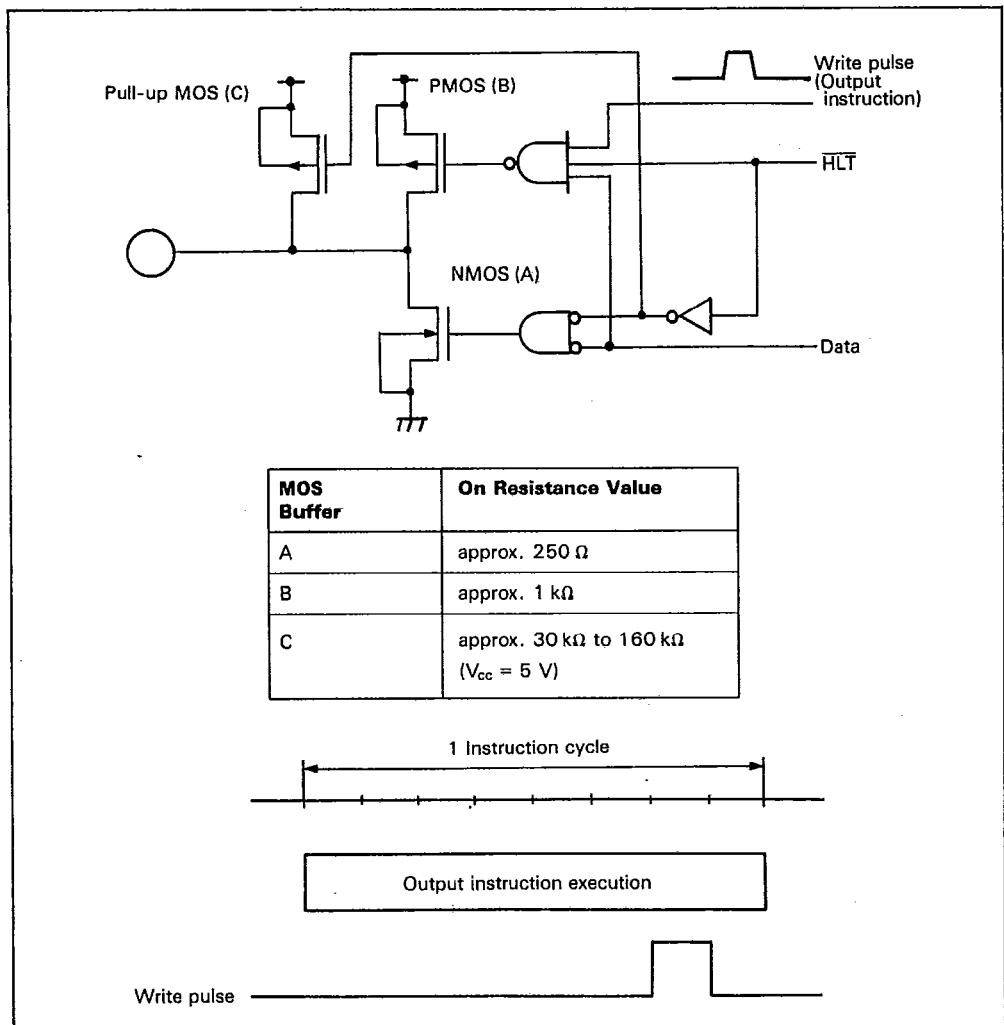 Write pulse
(Output
instruction)
Pull-up MOS (C)
PMOS (B)
HLT
NMOS (A)
Data
MOS
Buffer
On Resistance Value
A
approx. 250 Ω
B
approx. 1 kΩ
C
approx. 30 kΩ to 160 kΩ
(Vcc = 5 V)
1 Instruction cycle
Output instruction execution
Write pulse